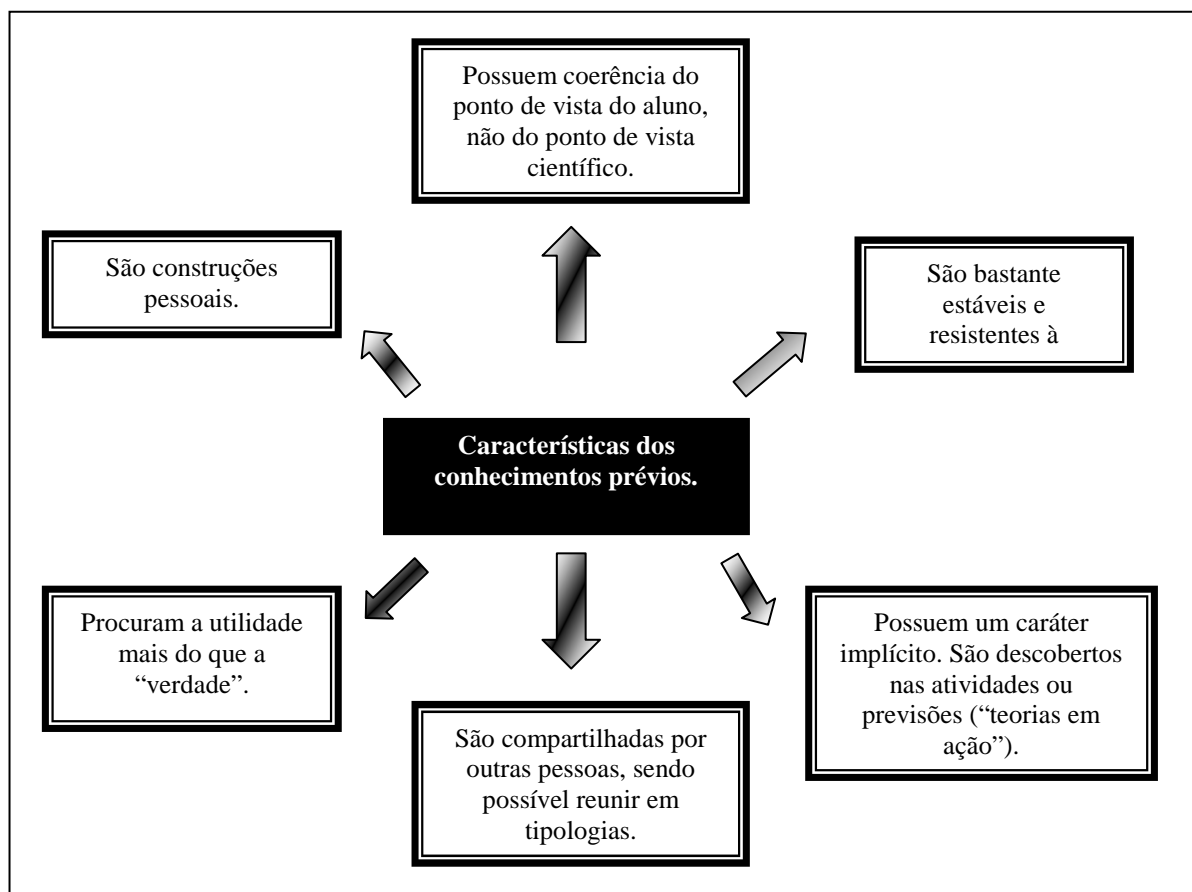 Possuem coerência do
ponto de vista do aluno,
não do ponto de vista
científico.
São construções
pessoais.
São bastante
estáveis e
resistentes à
Características dos
conhecimentos prévios.
Procuram a utilidade
mais do que a
“verdade”.
São compartilhadas por
outras pessoas, sendo
possível reunir em
tipologias.
Possuem um caráter
implícito. São descobertos
nas atividades ou
previsões (“teorias em
ação”).